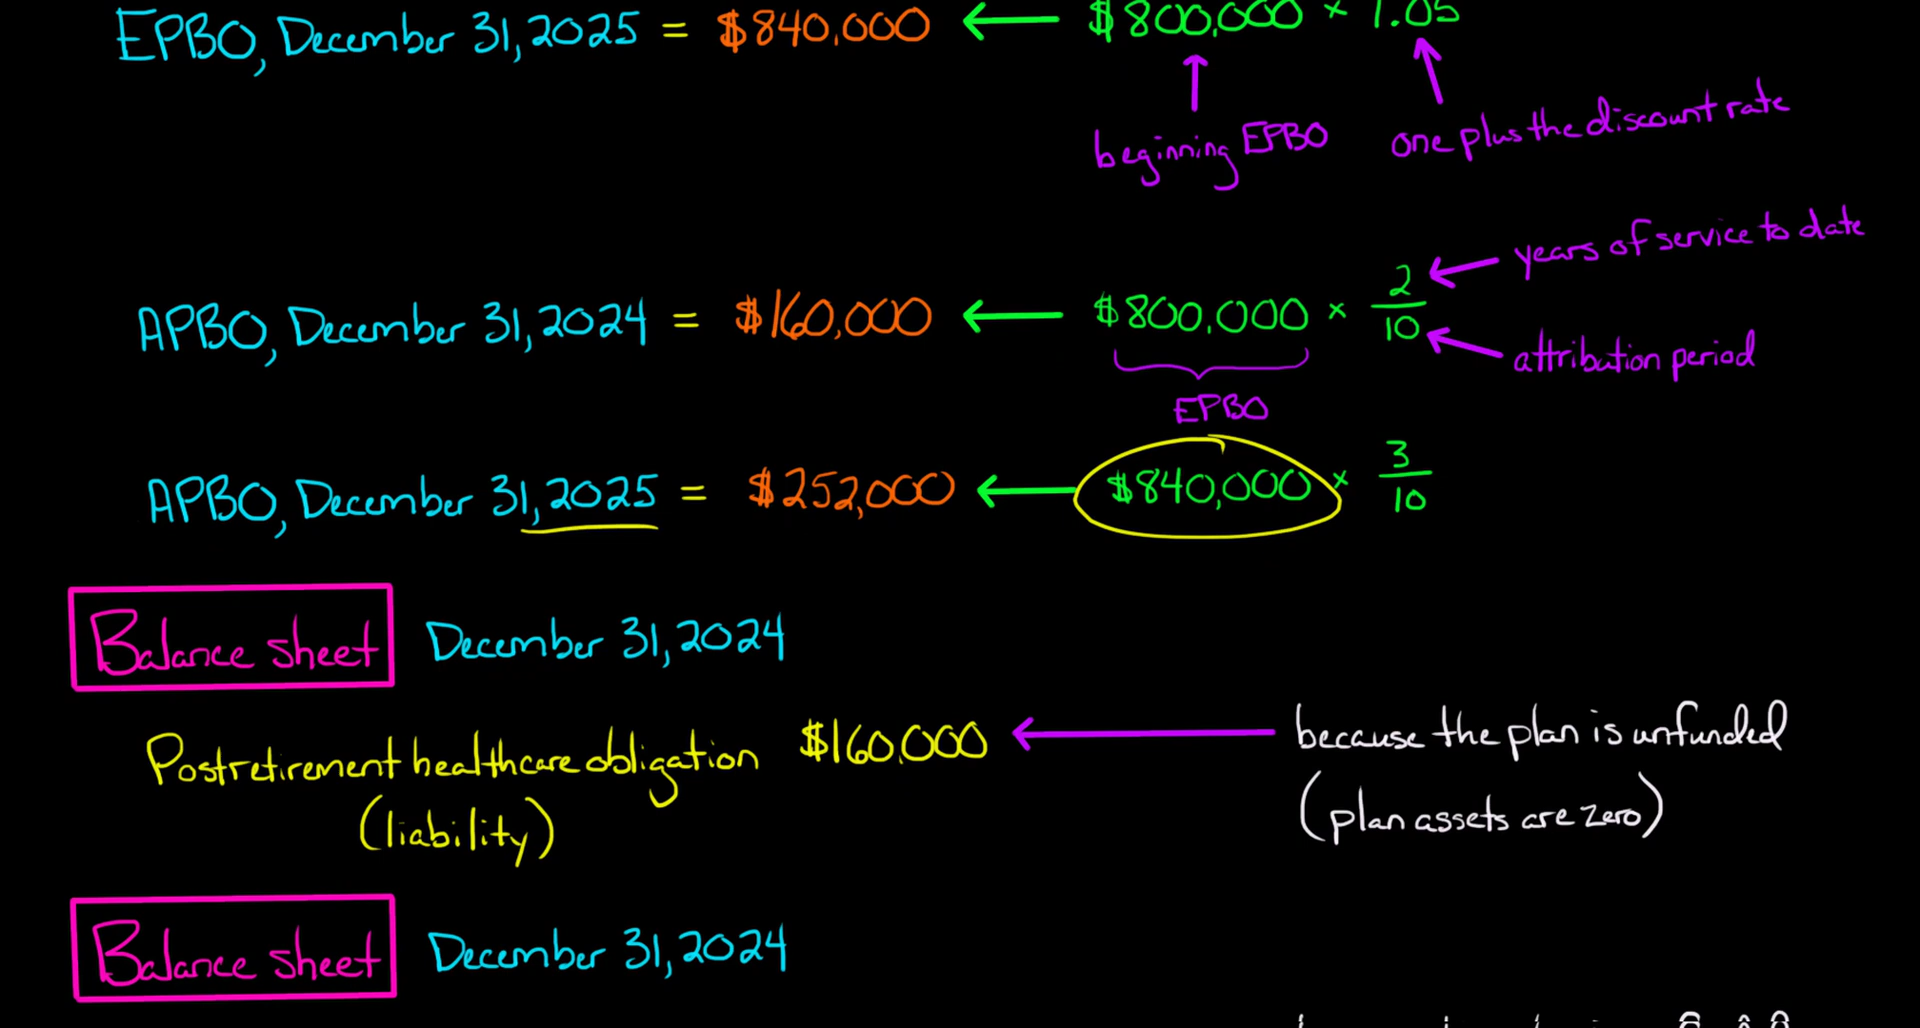 EPBO, December 31, 2025 = $840,000 ← $800,000 × 1.05
beginning EPBO
one plus the discount rate
years of service to date
APBO, December 31, 2024 = $160,000 ← $800,000 × 2/10
attribution period
EPBO
APBO, December 31, 2025 = $252,000 ← $840,000 × 3/10
Balance sheet December 31, 2024
Postretirement healthcare obligation $160,000 ← because the plan is unfunded
(liability)
(plan assets are zero)
Balance sheet December 31, 2024